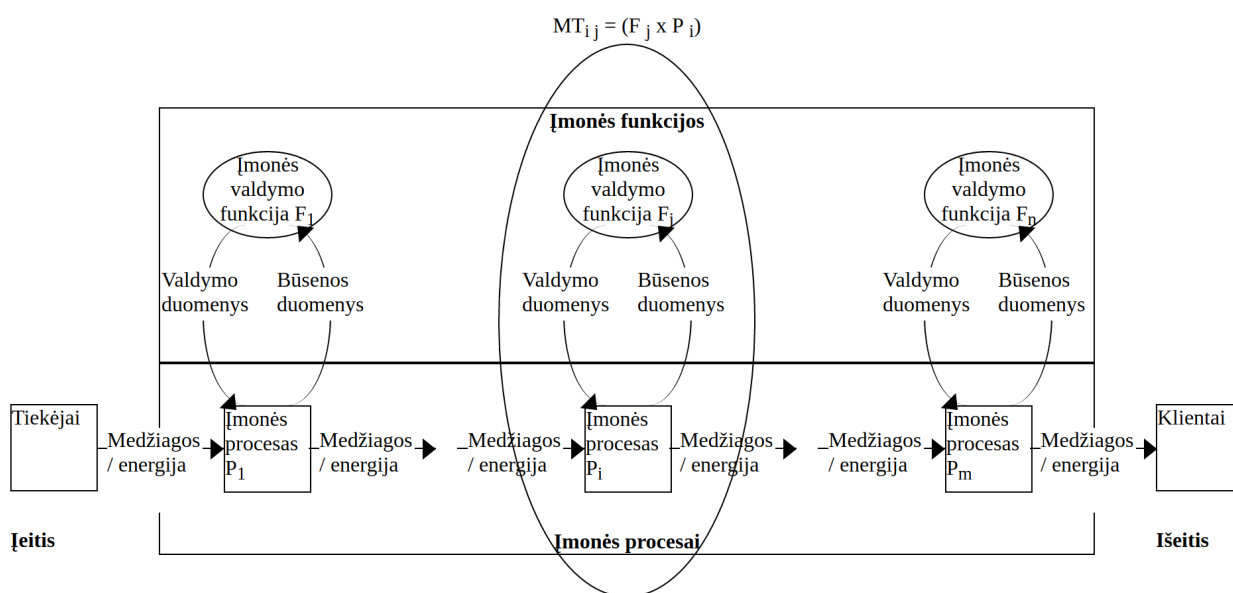 MTi j = (F j x P i)
Įmonės funkcijos
Įmonės
valdymo
funkcija F1
Įmonės
valdymo
funkcija Fj
Įmonės
valdymo
funkcija Fn
Valdymo
duomenys
Būsenos
duomenys
Valdymo
duomenys
Būsenos
duomenys
Valdymo
duomenys
Būsenos
duomenys
Tiekėjai
Medžiagos
/ energija
Įmonės
procesas
P1
Medžiagos
/ energija
Medžiagos
/ energija
Įmonės
procesas
Pi
Medžiagos
/ energija
Medžiagos
/ energija
Įmonės
procesas
Pm
Medžiagos
/ energija
Klientai
Įeitis
Įmonės procesai
Išeitis